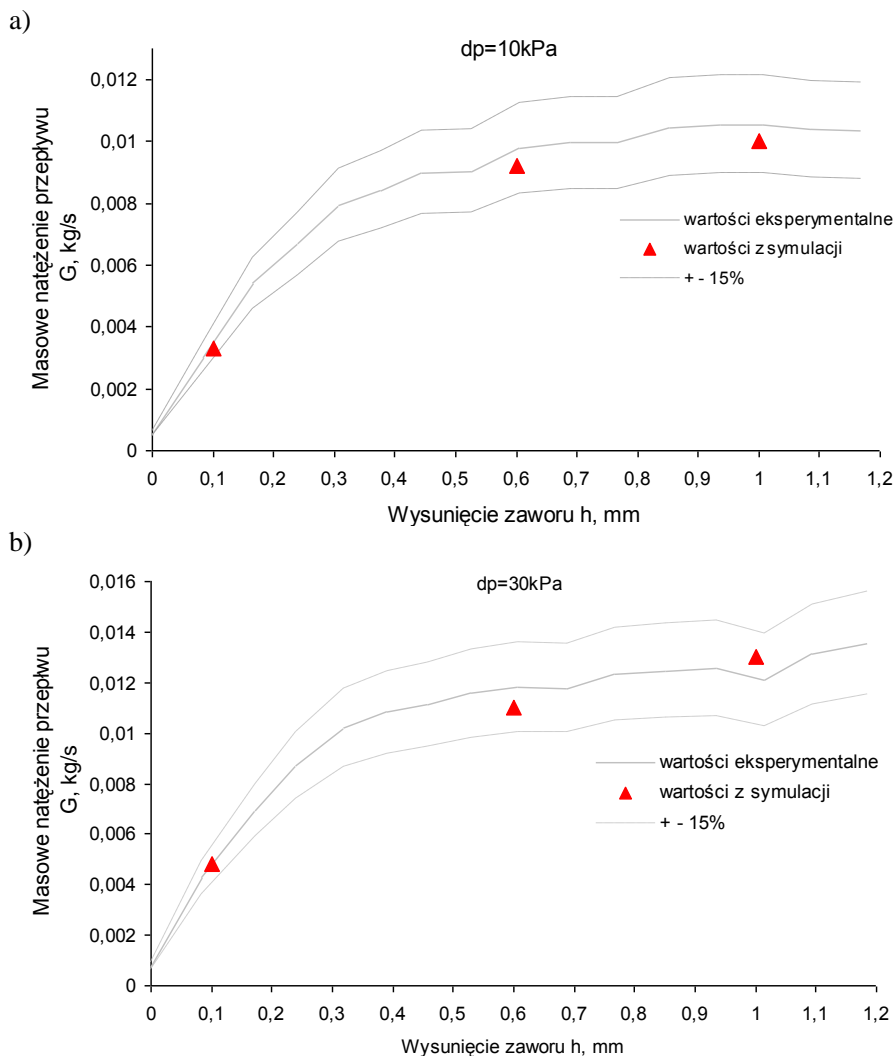 a)
dp=10kPa
0,012
0,01
0,008
0,006
0,004
0,002
0
Masowe natężenie przepływu
G, kg/s
wartości eksperymentalne
wartości z symulacji
+ - 15%
0 0,1 0,2 0,3 0,4 0,5 0,6 0,7 0,8 0,9 1 1,1 1,2
Wysunięcie zaworu h, mm
b)
dp=30kPa
0,016
0,014
0,012
0,01
0,008
0,006
0,004
0,002
0
Masowe natężenie przepłwu
G, kg/s
wartości eksperymentalne
wartości z symulacji
+ - 15%
0 0,1 0,2 0,3 0,4 0,5 0,6 0,7 0,8 0,9 1 1,1 1,2
Wysunięcie zaworu h, mm